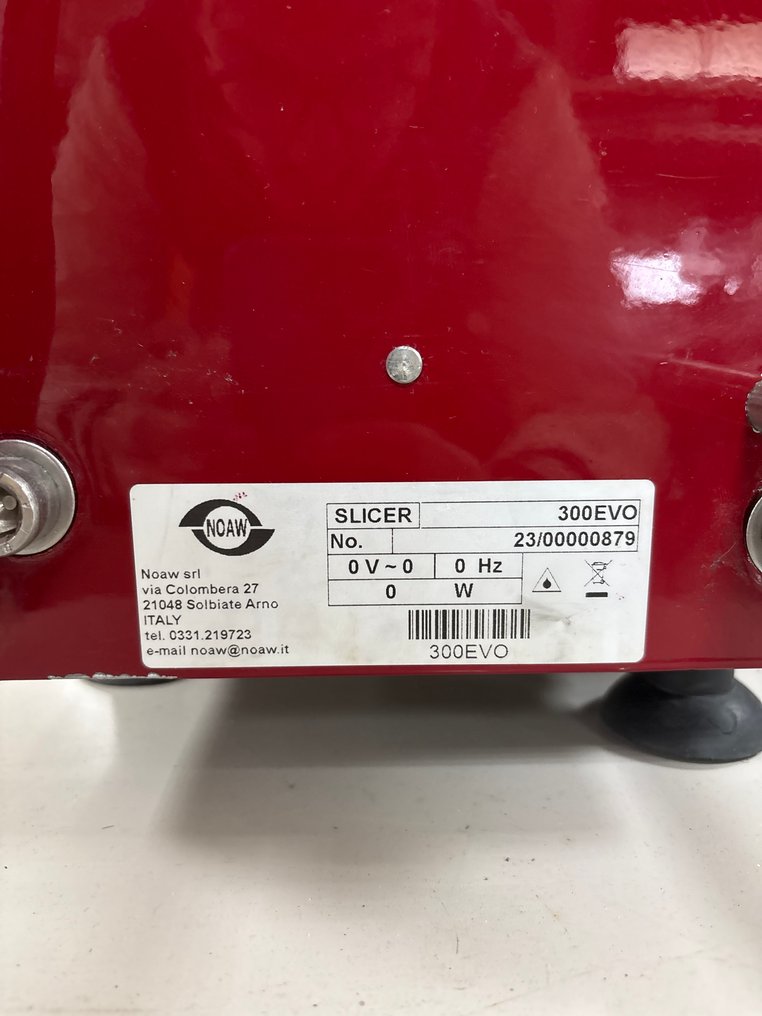 NOAW
Noaw srl
via Colombera 27
21048 Solbiate Arno
ITALY
tel. 0331.219723
e-mail noaw@noaw.it
SLICER 300EVO
No. 23/00000879
0 V ~ 0 0 Hz
0 W
300EVO